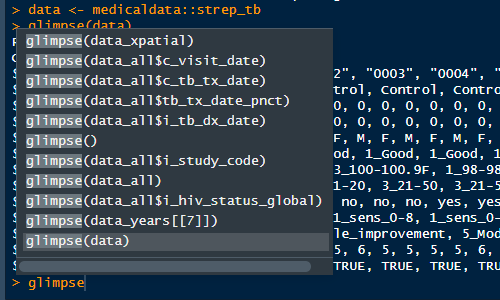 > data <- medicaldata::strep_tb
> glimpse(data)
glimpse(data_xpatial)
glimpse(data_all$c_visit_date)
2", "0003", "0004", "
glimpse(data_all$c_tb_tx_date)
trol, Control, Contro
glimpse(data_all$tb_tx_date_pnct)
0, 0, 0, 0, 0, 0, 0,
glimpse(data_all$i_tb_dx_date)
0, 0, 0, 0, 0, 0, 0,
glimpse()
F, M, F, M, F, M, F,
glimpse(data_all$i_study_code)
od, 1_Good, 1_Good, 1
glimpse(data_all)
3_100-100.9F, 1_98-98
glimpse(data_all$i_hiv_status_global)
1-20, 3_21-50, 3_21-5
glimpse(data_years[[7]])
no, no, no, yes, yes
1_sens_0-8, 1_sens_0-
glimpse(data)
le_improvement, 5_Mod
5, 6, 5, 5, 5, 5, 6,
TRUE, TRUE, TRUE, TRU
> glimpse